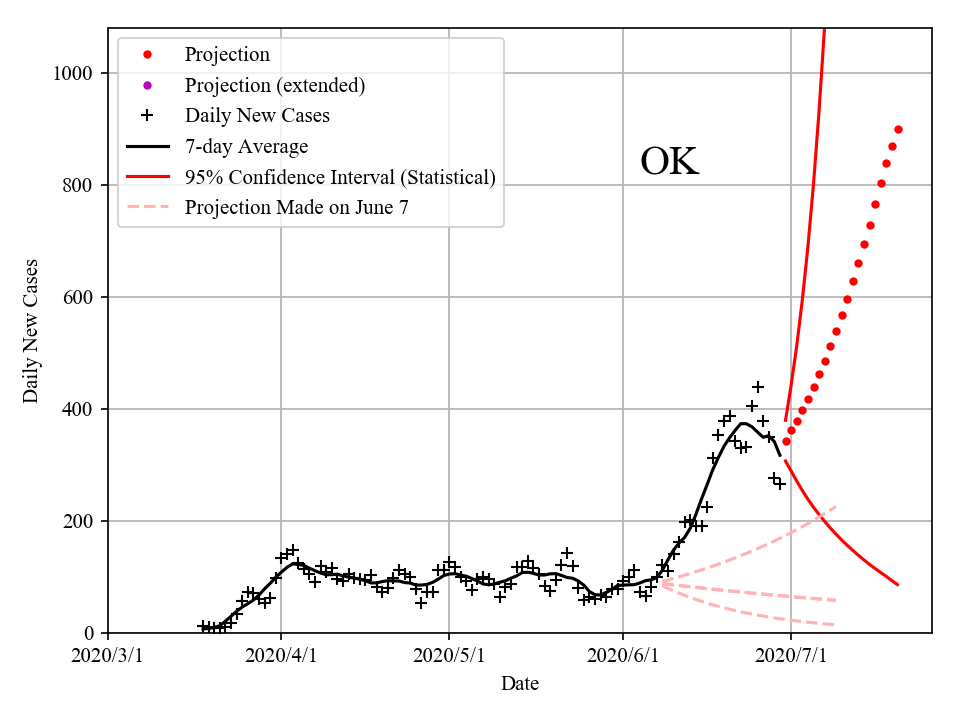 1000
800
600
400
200
0
Daily New Cases
Projection
Projection (extended)
Daily New Cases
7-day Average
95% Confidence Interval (Statistical)
Projection Made on June 7
OK
2020/3/1 2020/4/1 2020/5/1 2020/6/1 2020/7/1
Date